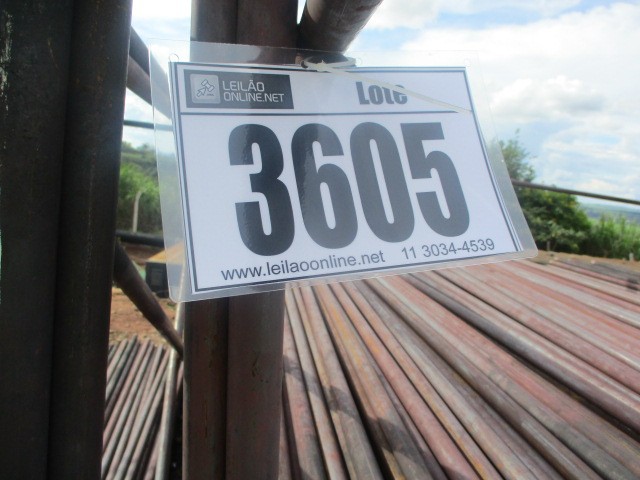 LEILÃO
ONLINE.NET
Lote
3605
www.leilaoonline.net 11 3034-4539